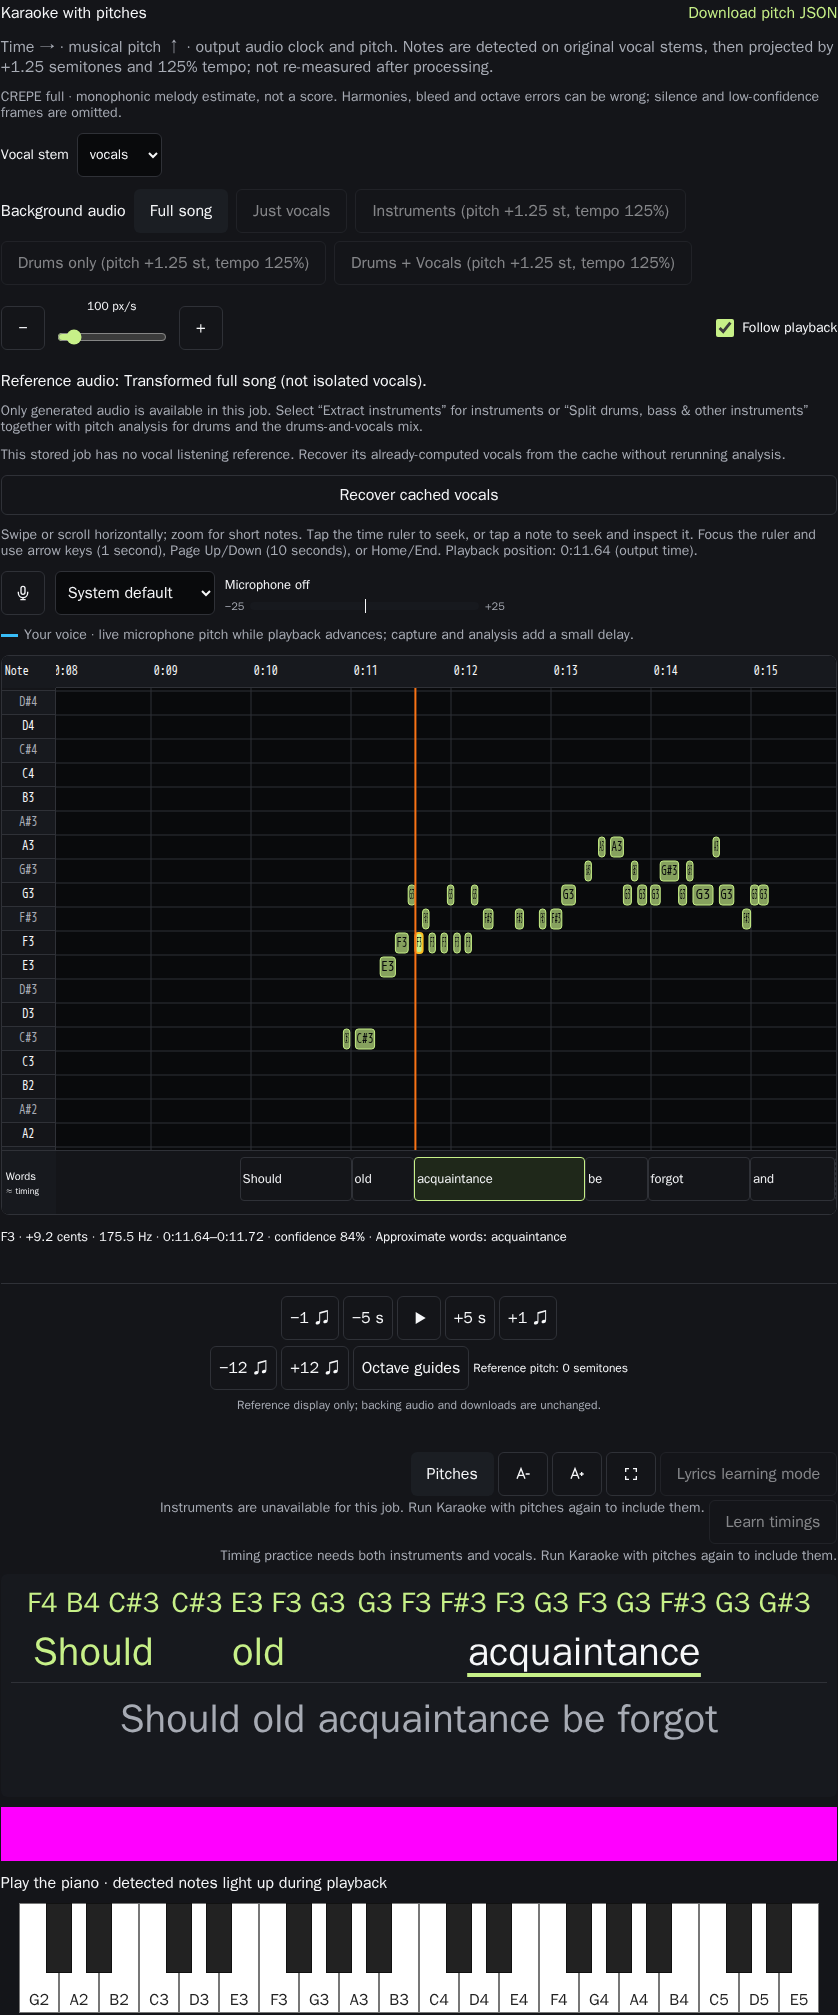 Karaoke with pitches
Download pitch JSON
Time → · musical pitch ↑ · output audio clock and pitch. Notes are detected on original vocal stems, then projected by
+1.25 semitones and 125% tempo; not re-measured after processing.
CREPE full · monophonic melody estimate, not a score. Harmonies, bleed and octave errors can be wrong; silence and low-confidence
frames are omitted.
Vocal stem vocals
Background audio Full song Just vocals Instruments (pitch +1.25 st, tempo 125%)
Drums only (pitch +1.25 st, tempo 125%) Drums + Vocals (pitch +1.25 st, tempo 125%)
100 px/s
− +
Follow playback
Reference audio: Transformed full song (not isolated vocals).
Only generated audio is available in this job. Select “Extract instruments” for instruments or “Split drums, bass & other instruments”
together with pitch analysis for drums and the drums-and-vocals mix.
This stored job has no vocal listening reference. Recover its already-computed vocals from the cache without rerunning analysis.
Recover cached vocals
Swipe or scroll horizontally; zoom for short notes. Tap the time ruler to seek, or tap a note to seek and inspect it. Focus the ruler and
use arrow keys (1 second), Page Up/Down (10 seconds), or Home/End. Playback position: 0:11.64 (output time).
System default
Microphone off
−25 +25
Your voice · live microphone pitch while playback advances; capture and analysis add a small delay.
Note 0:08 0:09 0:10 0:11 0:12 0:13 0:14 0:15
D#4
D4
C#4
C4
B3
A#3
A3 A3
G#3 G#3
G3 G3 G3 G3
F#3 F#3
F3 F3
E3 E3
D#3
D3
C#3 C#3
C3
B2
A#2
A2
Words
≈ timing
Should old acquaintance be forgot and
F3 · +9.2 cents · 175.5 Hz · 0:11.64–0:11.72 · confidence 84% · Approximate words: acquaintance
−1 ♫ −5 s ▶ +5 s +1 ♫
−12 ♫ +12 ♫ Octave guides Reference pitch: 0 semitones
Reference display only; backing audio and downloads are unchanged.
Pitches A- A+ Lyrics learning mode
Instruments are unavailable for this job. Run Karaoke with pitches again to include them.
Learn timings
Timing practice needs both instruments and vocals. Run Karaoke with pitches again to include them.
F4 B4 C#3 C#3 E3 F3 G3 G3 F3 F#3 F3 G3 F3 G3 F#3 G3 G#3
Should old acquaintance
Should old acquaintance be forgot
Play the piano · detected notes light up during playback
G2 A2 B2 C3 D3 E3 F3 G3 A3 B3 C4 D4 E4 F4 G4 A4 B4 C5 D5 E5